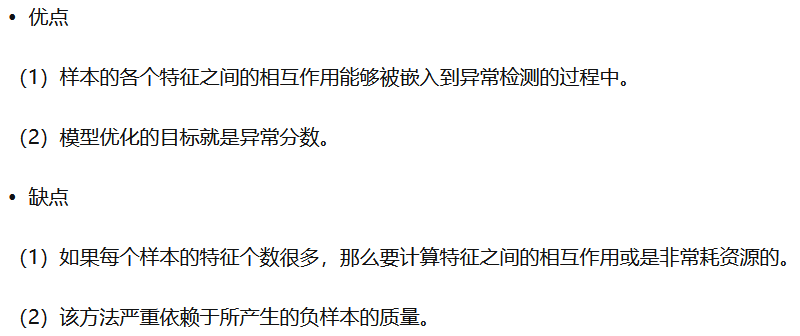 • 优点
（1）样本的各个特征之间的相互作用能够被嵌入到异常检测的过程中。
（2）模型优化的目标就是异常分数。
• 缺点
（1）如果每个样本的特征个数很多，那么要计算特征之间的相互作用或是非常耗资源的。
（2）该方法严重依赖于所产生的负样本的质量。